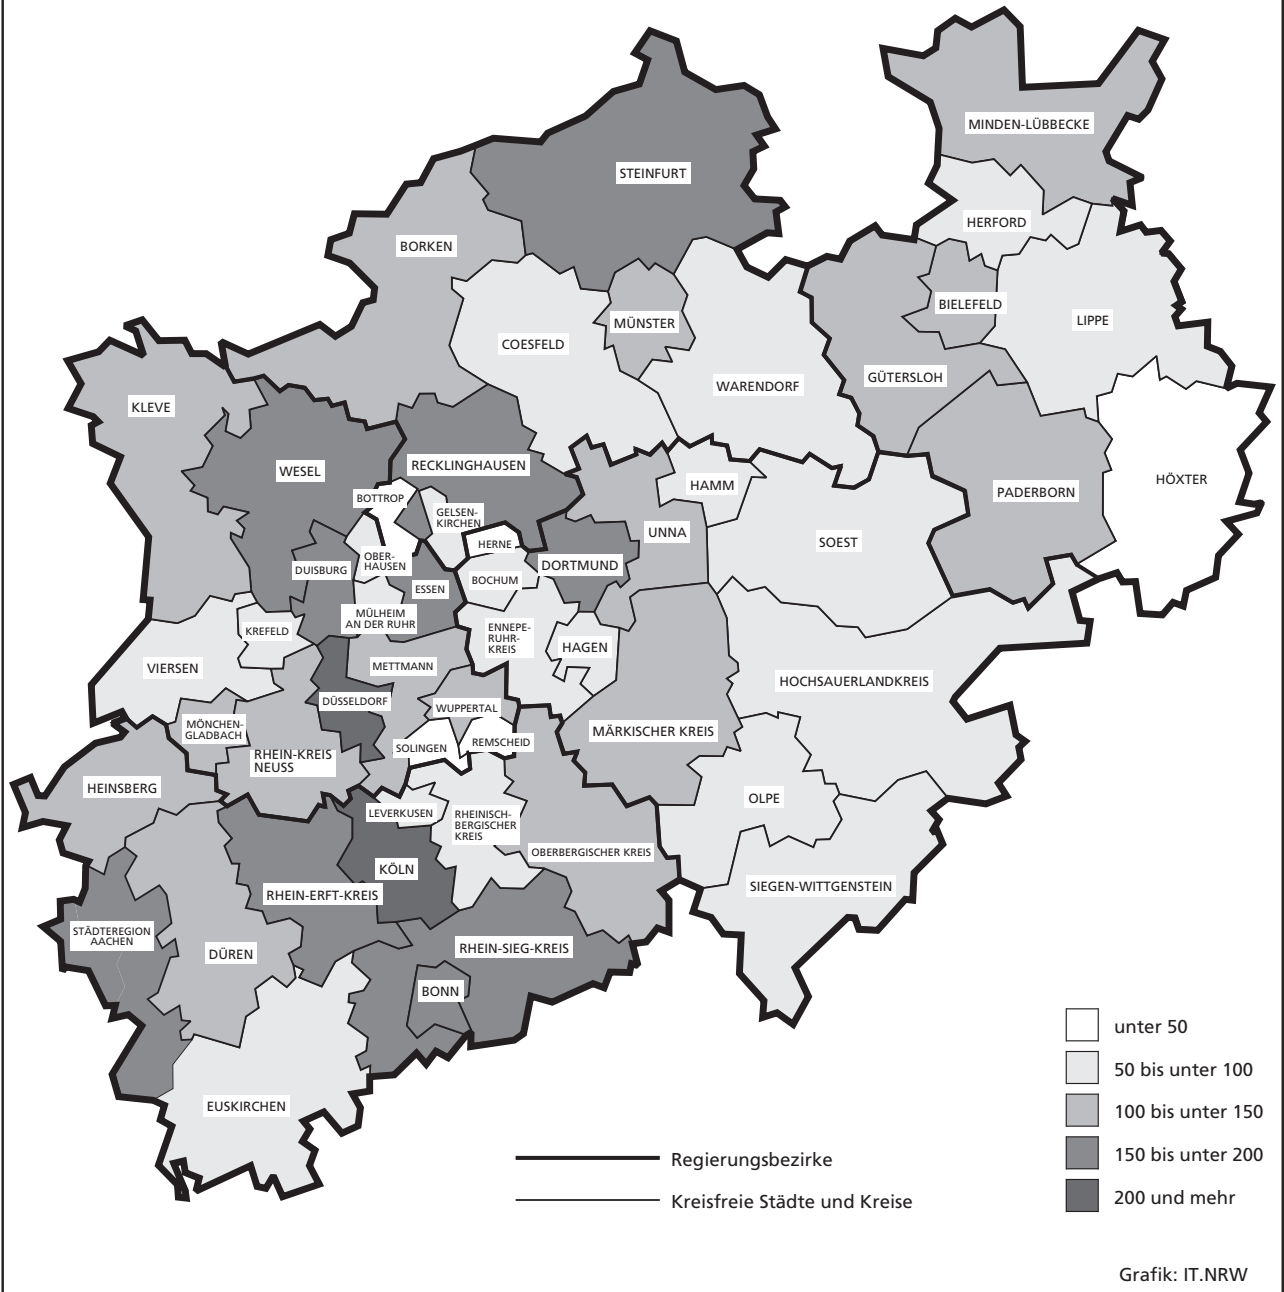 MINDEN-LÜBBECKE
STEINFURT
HERFORD
BORKEN
BIELEFELD
LIPPE
MÜNSTER
COESFELD
GÜTERSLOH
WARENDORF
KLEVE
RECKLINGHAUSEN
WESEL
HÖXTER
HAMM
PADERBORN
BOTTROP
GELSEN-
KIRCHEN
UNNA
SOEST
HERNE
OBER-
HAUSEN
DORTMUND
DUISBURG
BOCHUM
ESSEN
MÜLHEIM
AN DER RUHR
KREFELD
ENNEPE-
RUHR-
KREIS
HAGEN
VIERSEN
METTMANN
HOCHSAUERLANDKREIS
DÜSSELDORF
WUPPERTAL
MÖNCHEN-
GLADBACH
MÄRKISCHER KREIS
REMSCHEID
SOLINGEN
RHEIN-KREIS
NEUSS
HEINSBERG
OLPE
LEVERKUSEN
RHEINISCH-
BERGISCHER
KREIS
OBERBERGISCHER KREIS
KÖLN
SIEGEN-WITTGENSTEIN
RHEIN-ERFT-KREIS
STÄDTEREGION
AACHEN
RHEIN-SIEG-KREIS
DÜREN
BONN
EUSKIRCHEN
unter 50
50 bis unter 100
100 bis unter 150
150 bis unter 200
200 und mehr
Regierungsbezirke
Kreisfreie Städte und Kreise
Grafik: IT.NRW